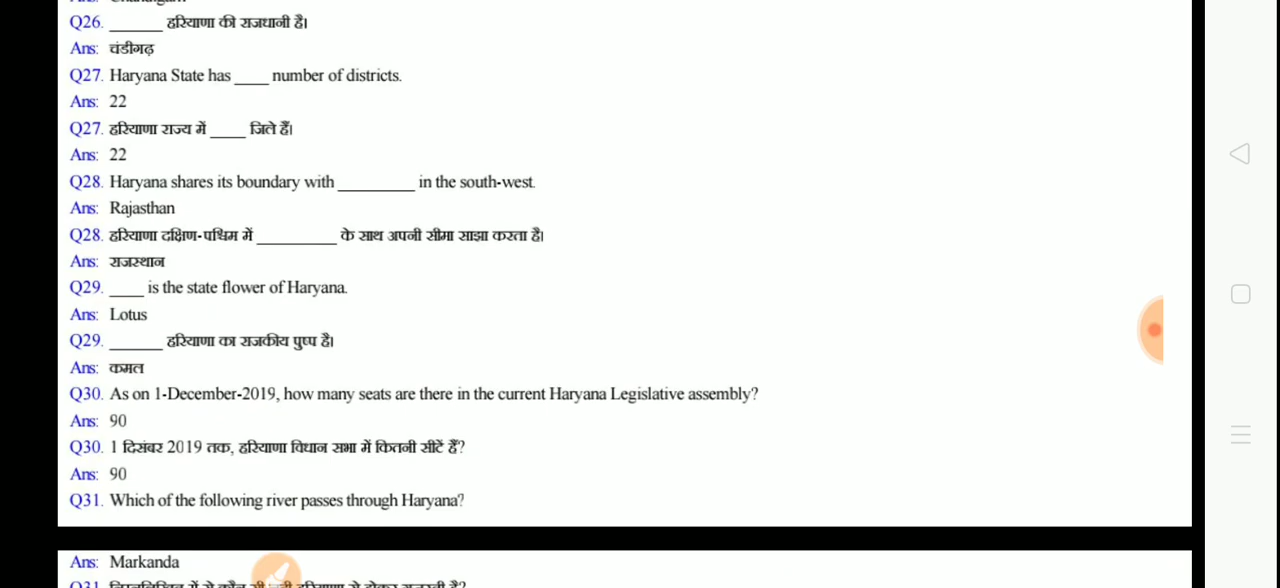 Q26. ______ हरियाणा की राजधानी है।
Ans: चंडीगढ़
Q27. Haryana State has ____ number of districts.
Ans: 22
Q27. हरियाणा राज्य में ____ जिले हैं।
Ans: 22
Q28. Haryana shares its boundary with _________ in the south-west.
Ans: Rajasthan
Q28. हरियाणा दक्षिण-पश्चिम में _________ के साथ अपनी सीमा साझा करता है।
Ans: राजस्थान
Q29. ____ is the state flower of Haryana.
Ans: Lotus
Q29. ______ हरियाणा का राजकीय पुष्प है।
Ans: कमल
Q30. As on 1-December-2019, how many seats are there in the current Haryana Legislative assembly?
Ans: 90
Q30. 1 दिसंबर 2019 तक, हरियाणा विधान सभा में कितनी सीटें हैं?
Ans: 90
Q31. Which of the following river passes through Haryana?
Ans: Markanda